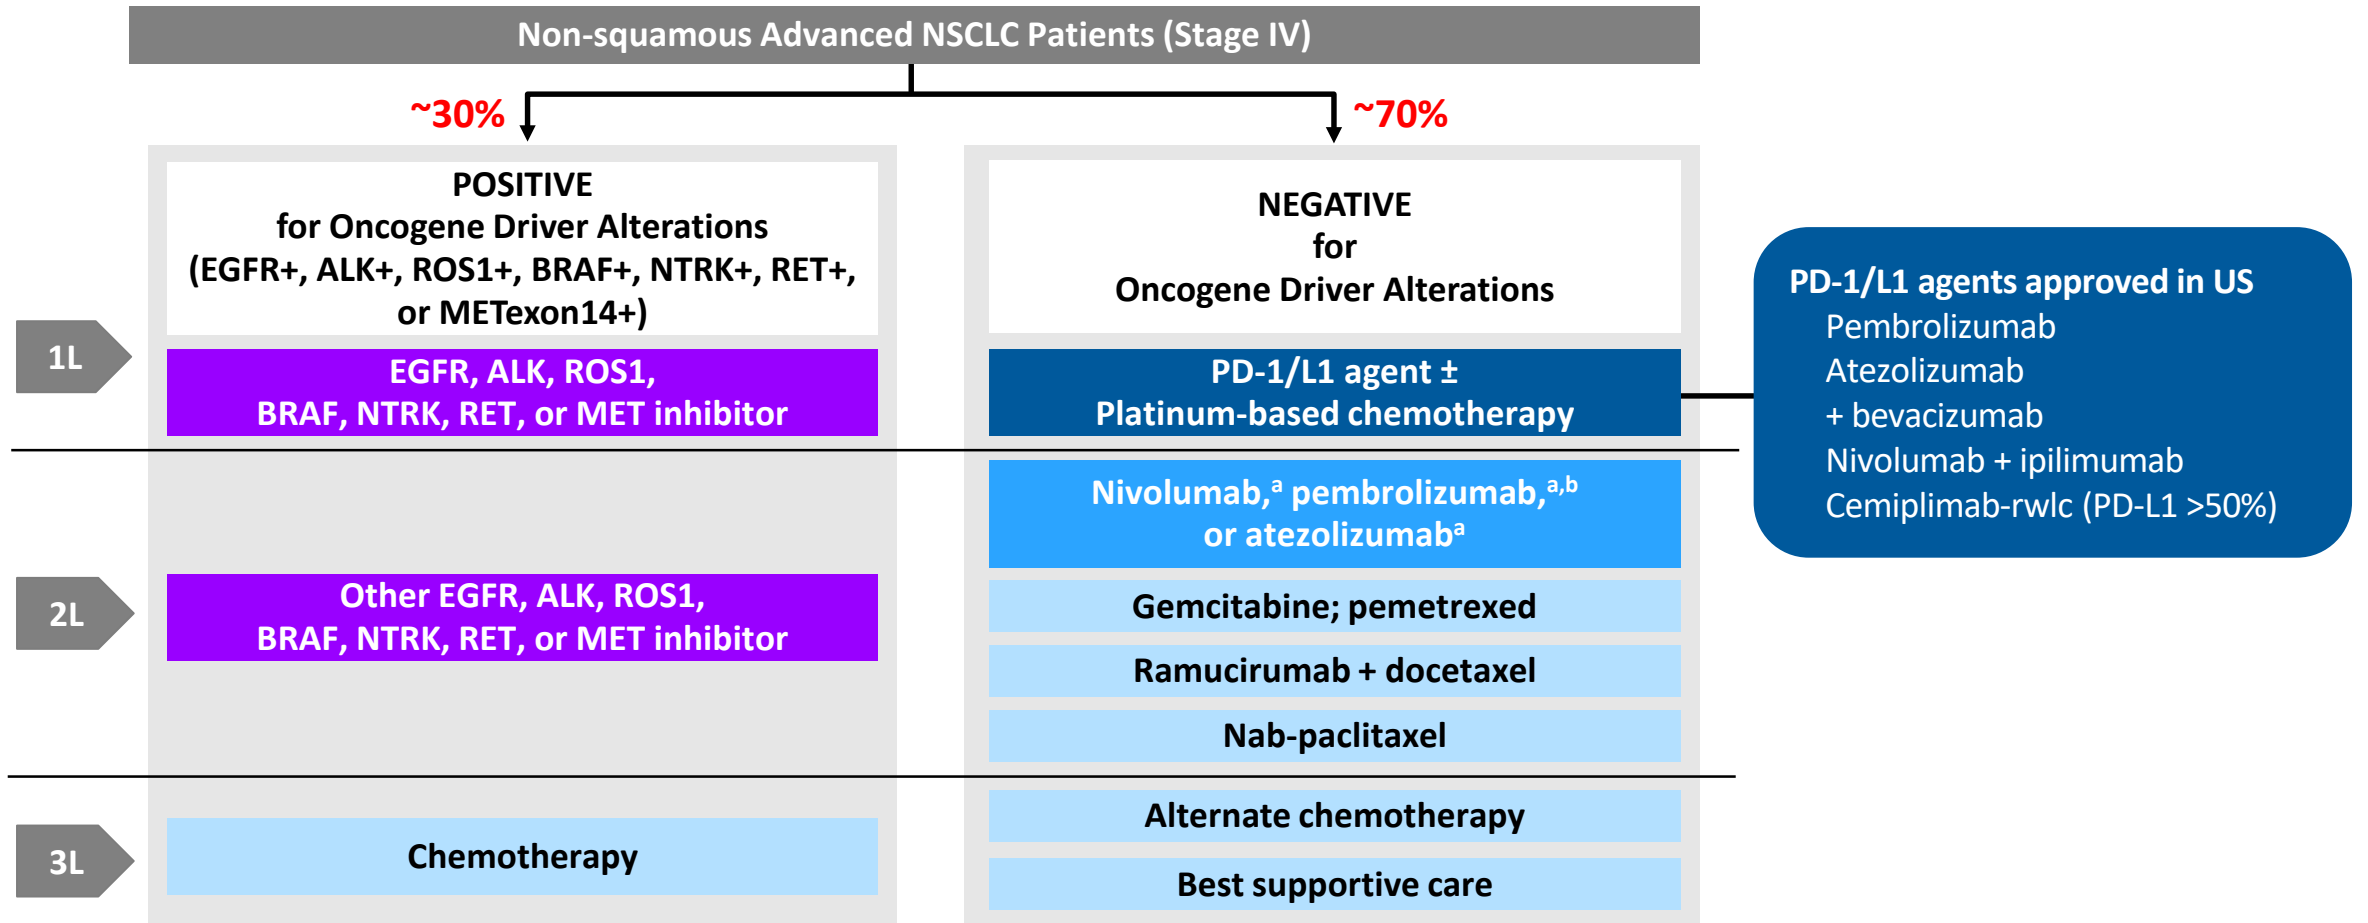 Non-squamous Advanced NSCLC Patients (Stage IV)
~30%
~70%
POSITIVE
for Oncogene Driver Alterations
(EGFR+, ALK+, ROS1+, BRAF+, NTRK+, RET+,
or METexon14+)
NEGATIVE
for
Oncogene Driver Alterations
1L
EGFR, ALK, ROS1,
BRAF, NTRK, RET, or MET inhibitor
PD-1/L1 agent ±
Platinum-based chemotherapy
PD-1/L1 agents approved in US
Pembrolizumab
Atezolizumab
+ bevacizumab
Nivolumab + ipilimumab
Cemiplimab-rwlc (PD-L1 >50%)
2L
Other EGFR, ALK, ROS1,
BRAF, NTRK, RET, or MET inhibitor
Nivolumab,ᵃ pembrolizumab,ᵃ,ᵇ
or atezolizumabᵃ
Gemcitabine; pemetrexed
Ramucirumab + docetaxel
Nab-paclitaxel
3L
Chemotherapy
Alternate chemotherapy
Best supportive care